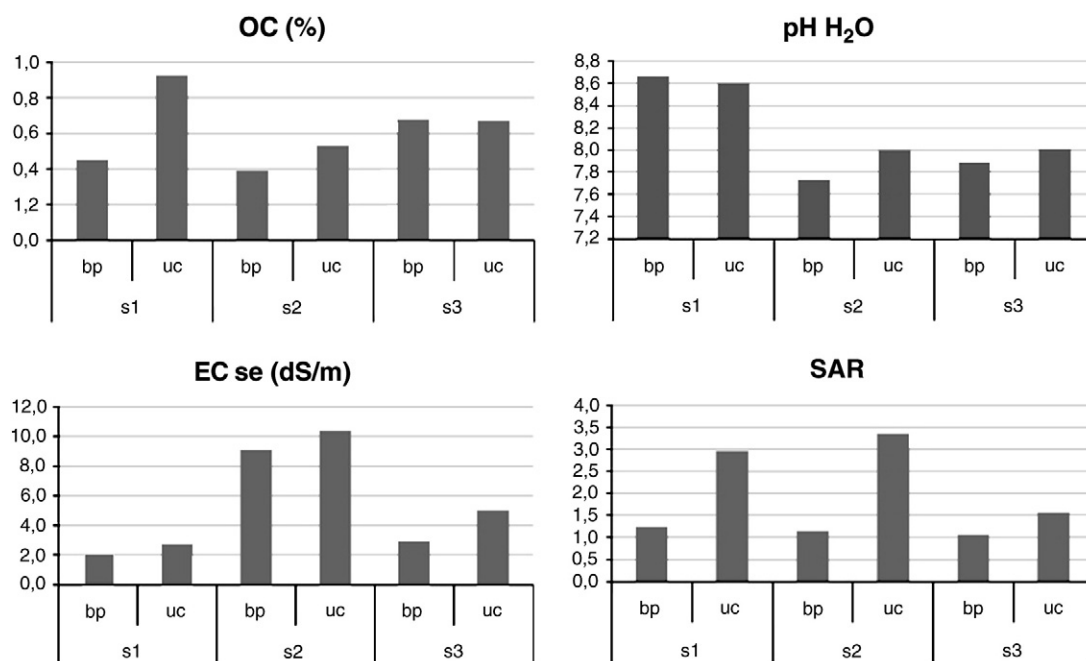 OC (%)
1,0
0,8
0,6
0,4
1,2
0,0
bp uc bp uc bp uc
s1 s2 s3
pH H₂O
8,8
8,6
8,4
8,2
8,0
7,8
7,6
7,4
7,2
bp uc bp uc bp uc
s1 s2 s3
EC se (dS/m)
12,0
10,0
8,0
6,0
4,0
2,0
0,0
bp uc bp uc bp uc
s1 s2 s3
SAR
4,0
3,5
3,0
2,5
2,0
1,5
1,0
0,5
0,0
bp uc bp uc bp uc
s1 s2 s3